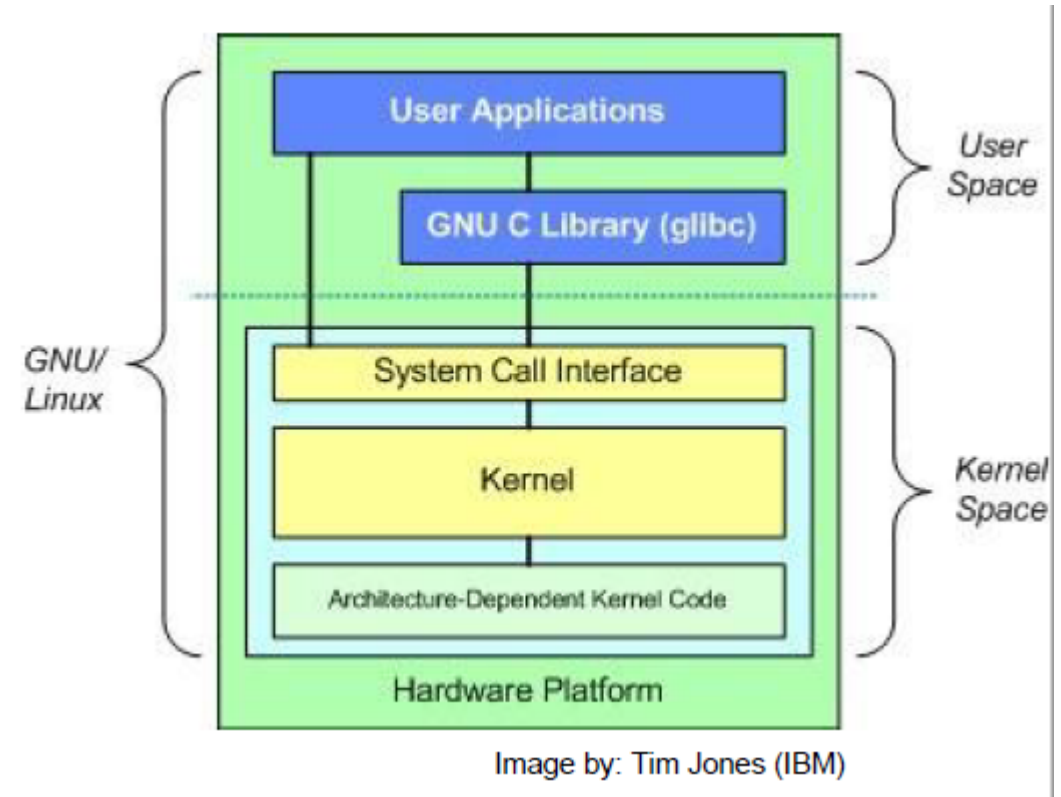 User Applications
User
Space
GNU C Library (glibc)
GNU/
Linux
System Call Interface
Kernel
Kernel
Space
Architecture-Dependent Kernel Code
Hardware Platform
Image by: Tim Jones (IBM)